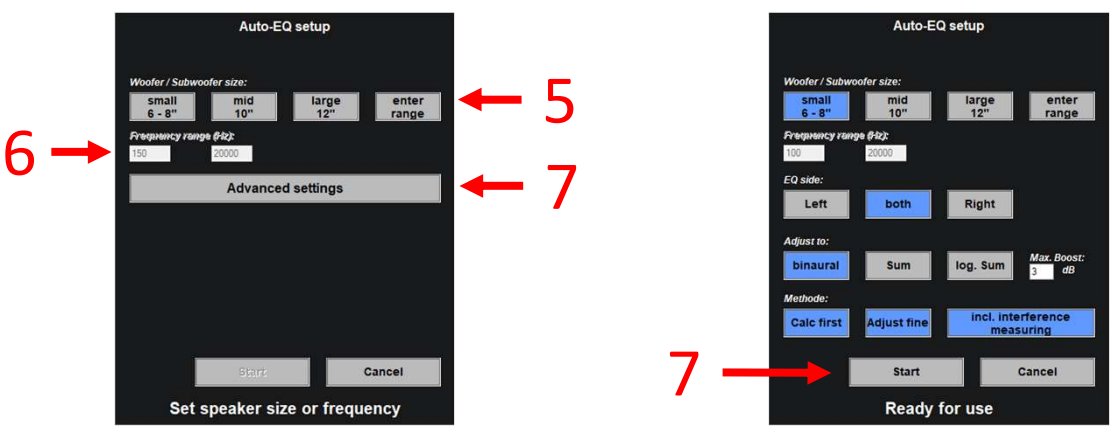 Auto-EQ setup
Woofer / Subwoofer size:
small
6 - 8"
mid
10"
large
12"
enter
range
5
Frequency range (Hz):
150
20000
6
Advanced settings
7
Start
Cancel
Set speaker size or frequency
Auto-EQ setup
Woofer / Subwoofer size:
small
6 - 8"
mid
10"
large
12"
enter
range
Frequency range (Hz):
100
20000
EQ side:
Left
both
Right
Adjust to:
binaural
Sum
log. Sum
Max. Boost:
3 dB
Methode:
Calc first
Adjust fine
incl. interference
measuring
7
Start
Cancel
Ready for use